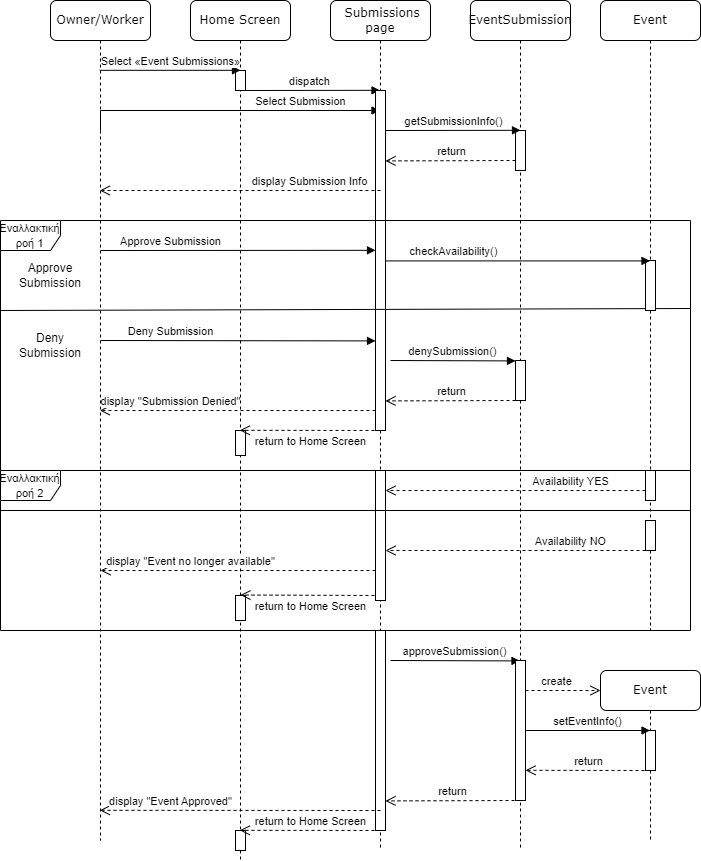 Owner/Worker
Home Screen
Submissions
page
EventSubmission
Event
Select «Event Submissions»
dispatch
Select Submission
getSubmissionInfo()
return
display Submission Info
Εναλλακτική
ροή 1
Approve Submission
checkAvailability()
Approve
Submission
Deny Submission
Deny
Submission
denySubmission()
return
display "Submission Denied"
return to Home Screen
Εναλλακτική
ροή 2
Availability YES
Availability NO
display "Event no longer available"
return to Home Screen
approveSubmission()
create
Event
setEventInfo()
return
return
display "Event Approved"
return to Home Screen